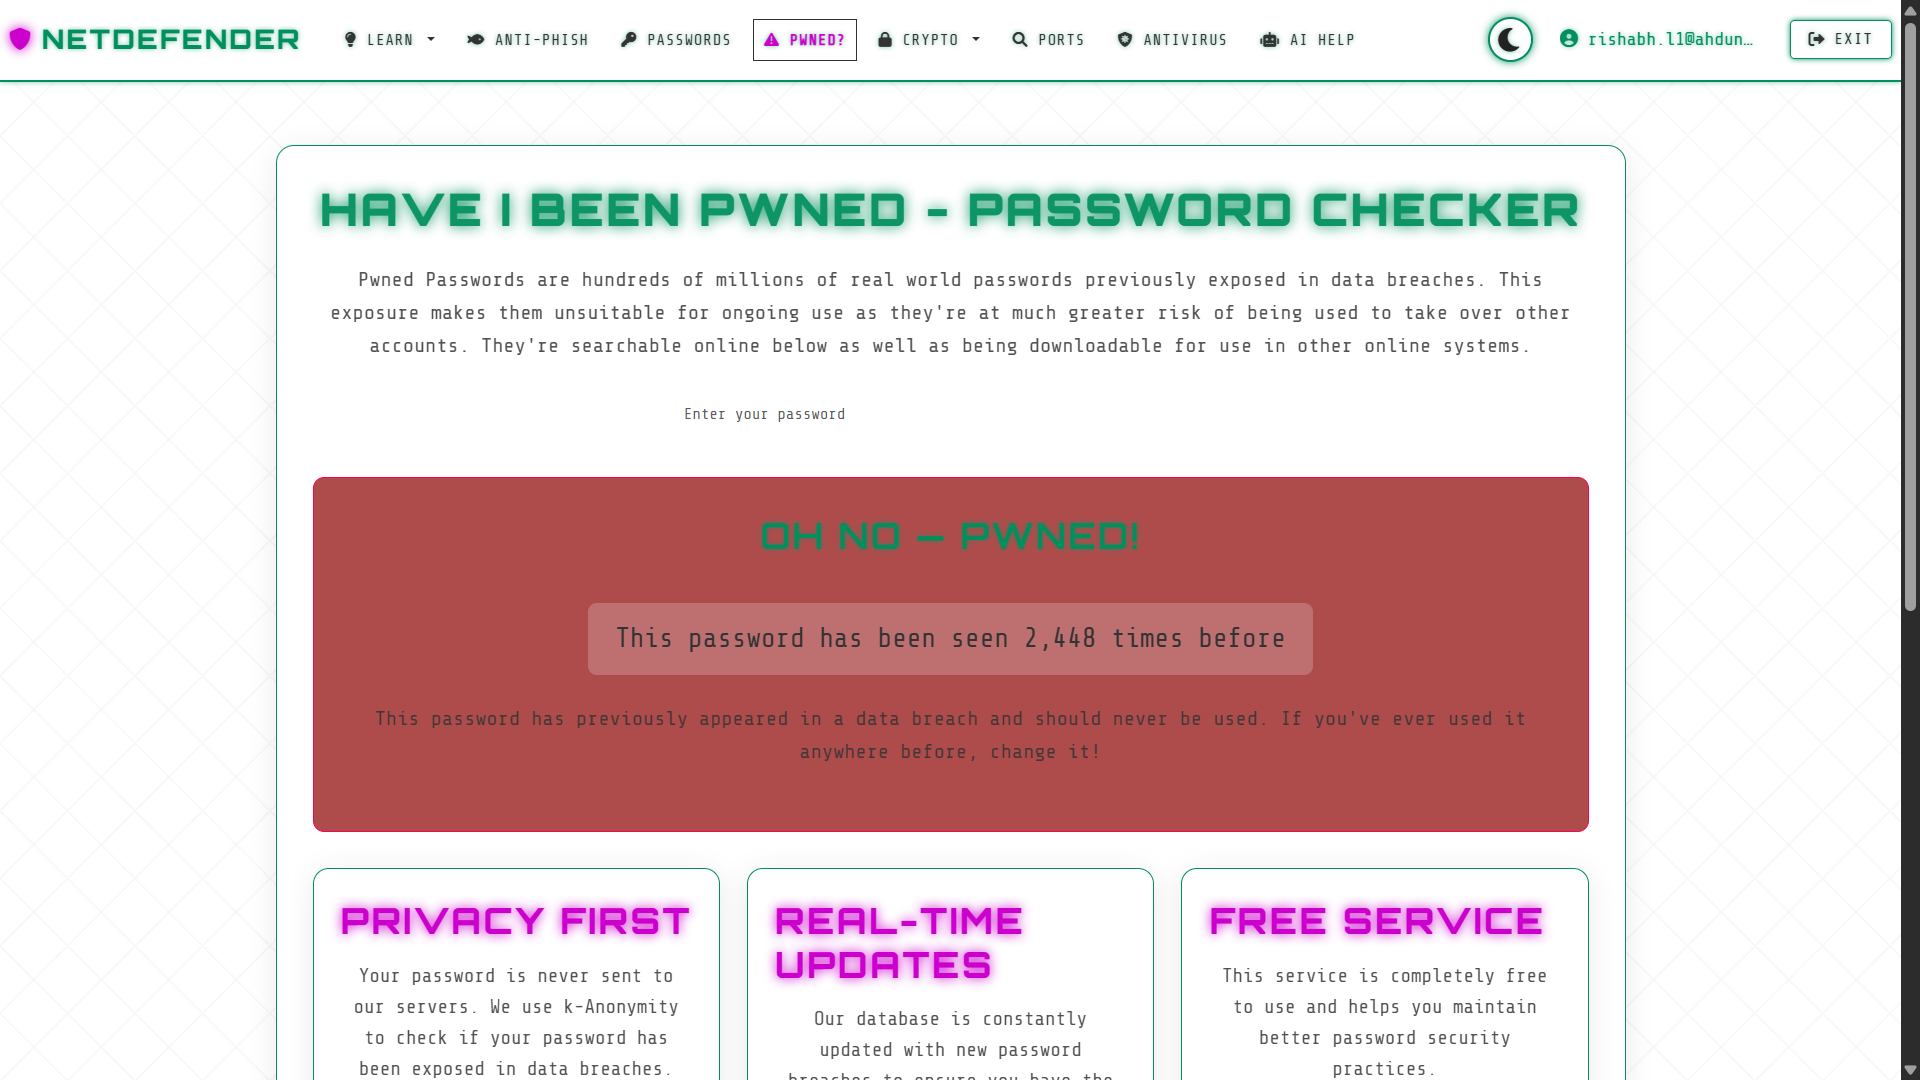 NETDEFENDER LEARN ANTI-PHISH PASSWORDS PWNED? CRYPTO PORTS ANTIVIRUS AI HELP rishabh.l1@ahdun… EXIT
HAVE I BEEN PWNED - PASSWORD CHECKER
Pwned Passwords are hundreds of millions of real world passwords previously exposed in data breaches. This
exposure makes them unsuitable for ongoing use as they're at much greater risk of being used to take over other
accounts. They're searchable online below as well as being downloadable for use in other online systems.
Enter your password
OH NO — PWNED!
This password has been seen 2,448 times before
This password has previously appeared in a data breach and should never be used. If you've ever used it
anywhere before, change it!
PRIVACY FIRST
Your password is never sent to
our servers. We use k-Anonymity
to check if your password has
been exposed in data breaches.
REAL-TIME
UPDATES
Our database is constantly
updated with new password
breaches to ensure you have the
FREE SERVICE
This service is completely free
to use and helps you maintain
better password security
practices.